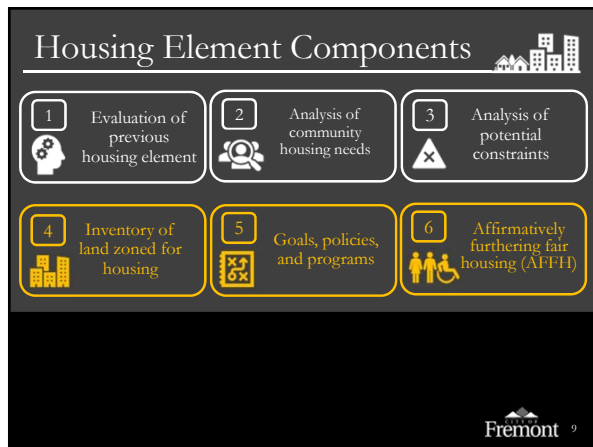 Housing Element Components
1
Evaluation of
previous
housing element
2
Analysis of
community
housing needs
3
Analysis of
potential
constraints
4
Inventory of
land zoned for
housing
5
Goals, policies,
and programs
6
Affirmatively
furthering fair
housing (AFFH)
CITY OF
Fremont
9